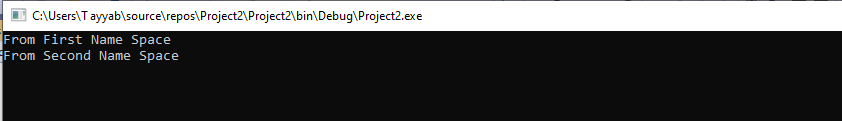 C:\Users\Tayyab\source\repos\Project2\Project2\bin\Debug\Project2.exe
From First Name Space
From Second Name Space